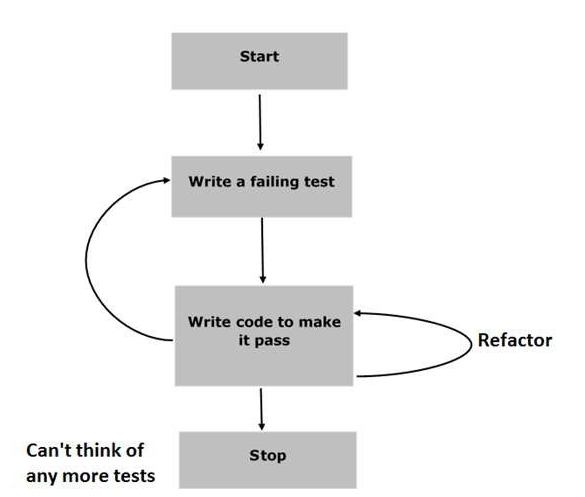 Start
Write a failing test
Write code to make
it pass
Refactor
Can't think of
any more tests
Stop